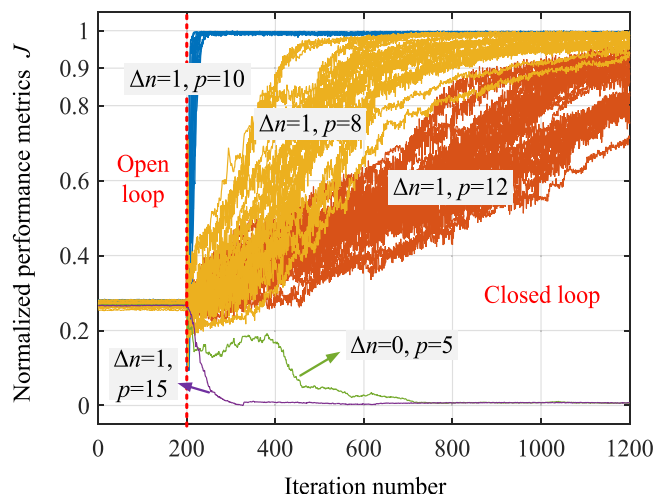 Normalized performance metrics J
1
0.9
0.8
0.6
0.4
0.2
0
Δn=1, p=10
Δn=1, p=8
Open
loop
Δn=1, p=12
Closed loop
Δn=0, p=5
Δn=1,
p=15
0
200
400
600
800
1000
1200
Iteration number